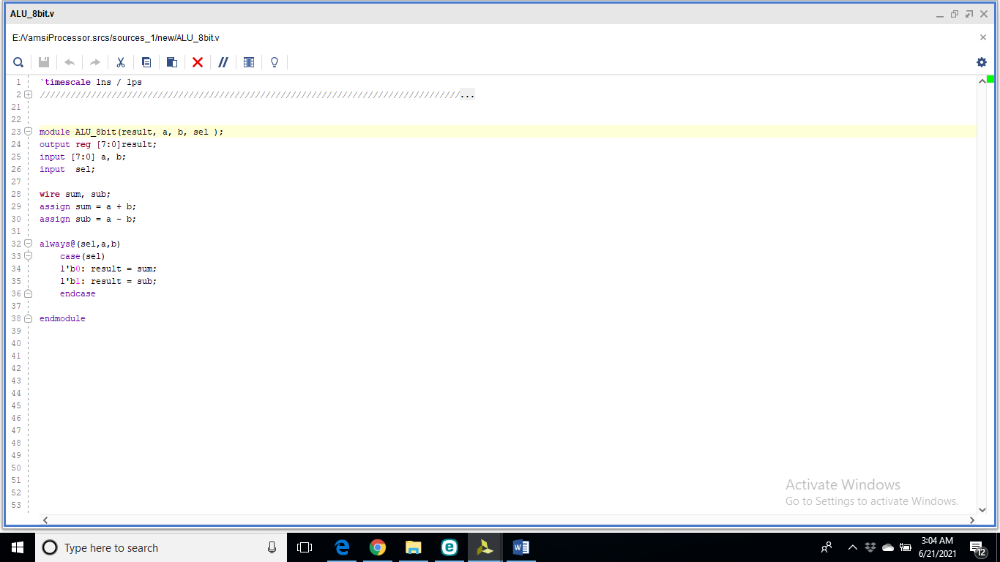 ALU_8bit.v
E:/VamsiProcessor.srcs/sources_1/new/ALU_8bit.v
1 `timescale 1ns / 1ps
2 //////////////////////////////////////////////////////////////////////////////////...
21
22
23 module ALU_8bit(result, a, b, sel );
24 output reg [7:0]result;
25 input [7:0] a, b;
26 input  sel;
27
28 wire sum, sub;
29 assign sum = a + b;
30 assign sub = a - b;
31
32 always@(sel,a,b)
33     case(sel)
34     1'b0: result = sum;
35     1'b1: result = sub;
36     endcase
37
38 endmodule
39
40
41
42
43
44
45
46
47
48
49
50
51
52
53
Activate Windows
Go to Settings to activate Windows.
Type here to search
3:04 AM
6/21/2021
12